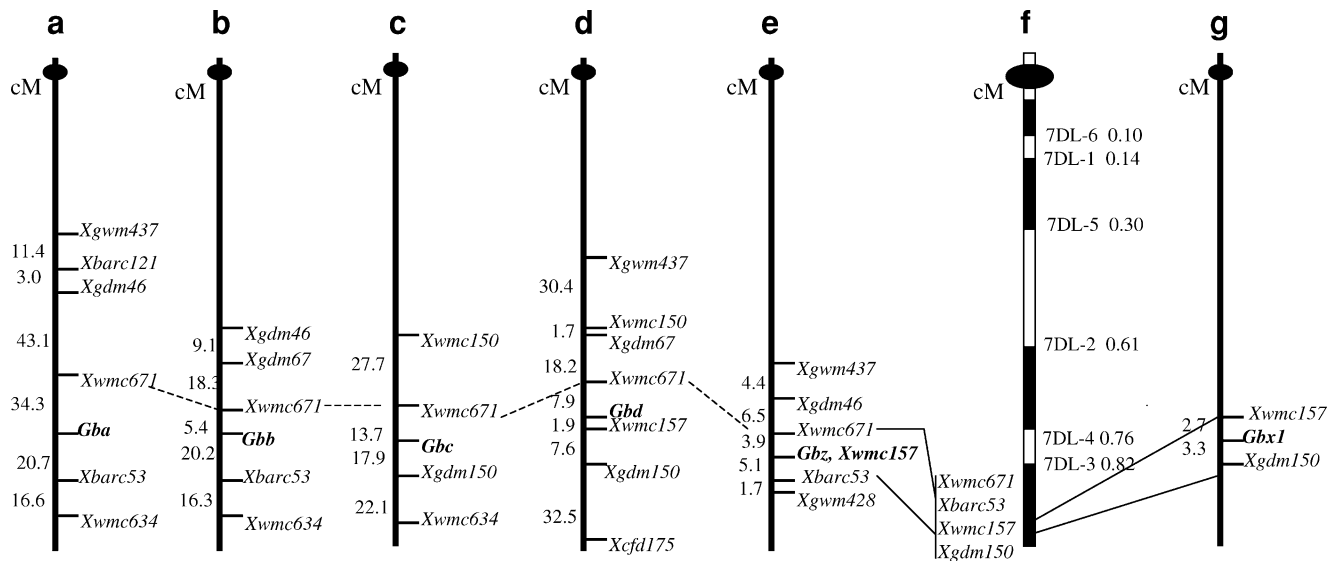 a b c d e f g
cM cM cM cM cM cM cM
Xgwm437
11.4
Xbarc121
3.0
Xgdm46
43.1
Xwmc671
34.3
Gba
20.7
Xbarc53
16.6
Xwmc634
Xgdm46
9.1
Xgdm67
18.3
Xwmc671
5.4
Gbb
20.2
Xbarc53
16.3
Xwmc634
Xwmc150
27.7
Xwmc671
13.7
Gbc
17.9
Xgdm150
22.1
Xwmc634
Xgwm437
30.4
Xwmc150
1.7
Xgdm67
18.2
Xwmc671
7.9
Gbd
1.9
Xwmc157
7.6
Xgdm150
32.5
Xcfd175
Xgwm437
4.4
Xgdm46
6.5
Xwmc671
3.9
Gbz, Xwmc157
5.1
Xbarc53
1.7
Xgwm428
7DL-6 0.10
7DL-1 0.14
7DL-5 0.30
7DL-2 0.61
7DL-4 0.76
7DL-3 0.82
Xwmc671
Xbarc53
Xwmc157
Xgdm150
Xwmc157
2.7
Gbx1
3.3
Xgdm150